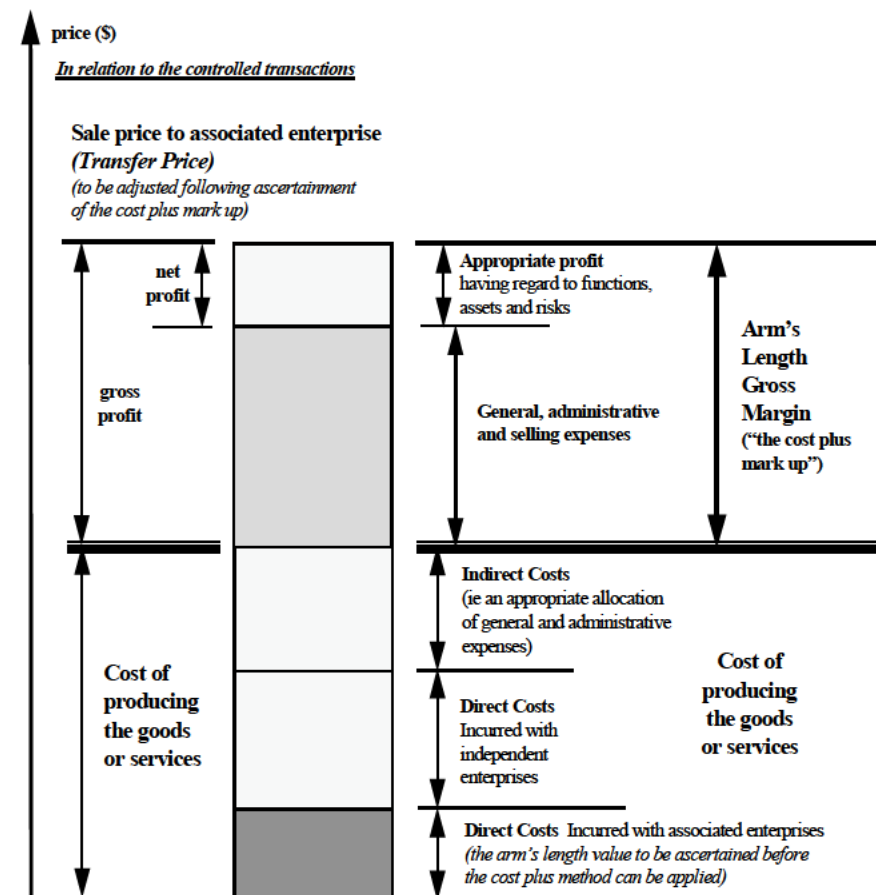 price ($)
In relation to the controlled transactions
Sale price to associated enterprise
(Transfer Price)
(to be adjusted following ascertainment
of the cost plus mark up)
net
profit
gross
profit
Appropriate profit
having regard to functions,
assets and risks
General, administrative
and selling expenses
Arm's
Length
Gross
Margin
("the cost plus
mark up")
Cost of
producing
the goods
or services
Indirect Costs
(ie an appropriate allocation
of general and administrative
expenses)
Direct Costs
Incurred with
independent
enterprises
Direct Costs Incurred with associated enterprises
(the arm's length value to be ascertained before
the cost plus method can be applied)
Cost of
producing
the goods
or services